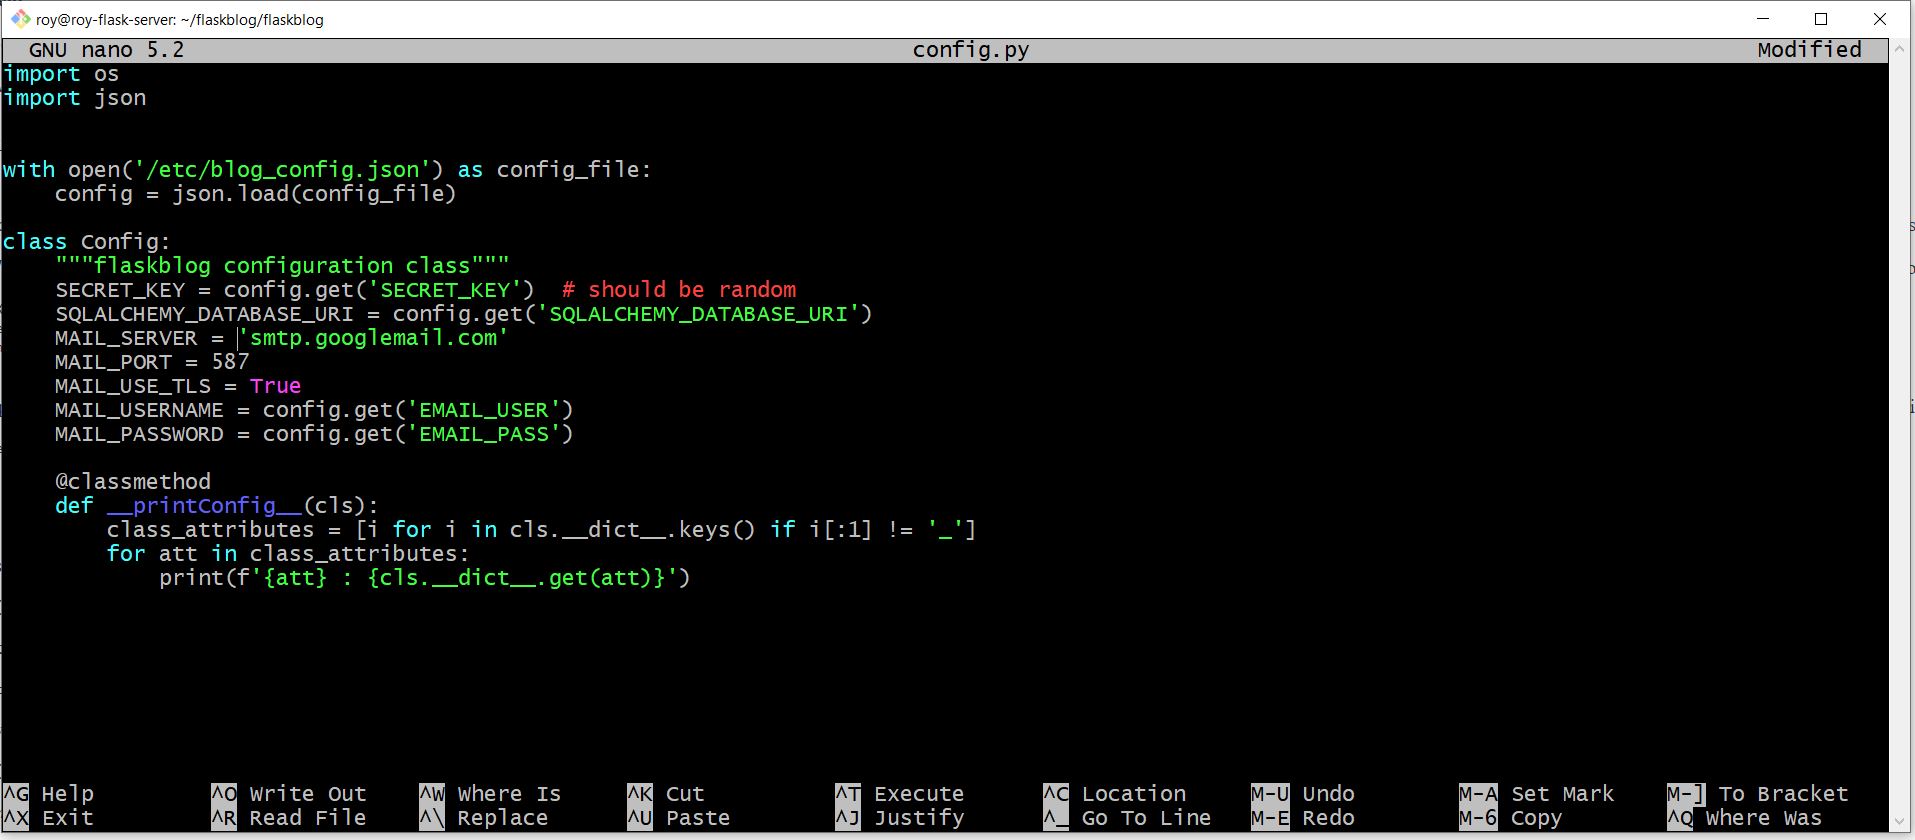 roy@roy-flask-server: ~/flaskblog/flaskblog
GNU nano 5.2 config.py Modified
import os
import json
with open('/etc/blog_config.json') as config_file:
    config = json.load(config_file)
class Config:
    """flaskblog configuration class"""
    SECRET_KEY = config.get('SECRET_KEY')  # should be random
    SQLALCHEMY_DATABASE_URI = config.get('SQLALCHEMY_DATABASE_URI')
    MAIL_SERVER = 'smtp.googlemail.com'
    MAIL_PORT = 587
    MAIL_USE_TLS = True
    MAIL_USERNAME = config.get('EMAIL_USER')
    MAIL_PASSWORD = config.get('EMAIL_PASS')
    @classmethod
    def __printConfig__(cls):
        class_attributes = [i for i in cls.__dict__.keys() if i[:1] != '_']
        for att in class_attributes:
            print(f'{att} : {cls.__dict__.get(att)}')
^G Help ^O Write Out ^W Where Is ^K Cut ^T Execute ^C Location M-U Undo M-A Set Mark M-] To Bracket
^X Exit ^R Read File ^\ Replace ^U Paste ^J Justify ^_ Go To Line M-E Redo M-6 Copy ^Q Where Was